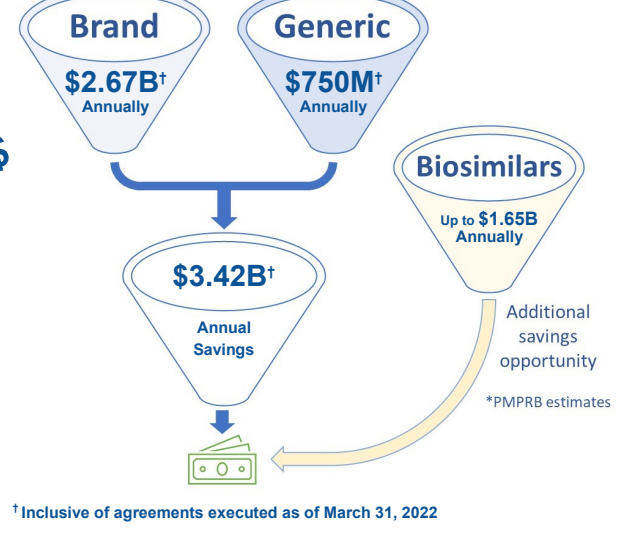 Brand
$2.67B†
Annually
Generic
$750M†
Annually
$
Biosimilars
Up to $1.65B
Annually
$3.42B†
Annual
Savings
Additional
savings
opportunity
*PMPRB estimates
† Inclusive of agreements executed as of March 31, 2022